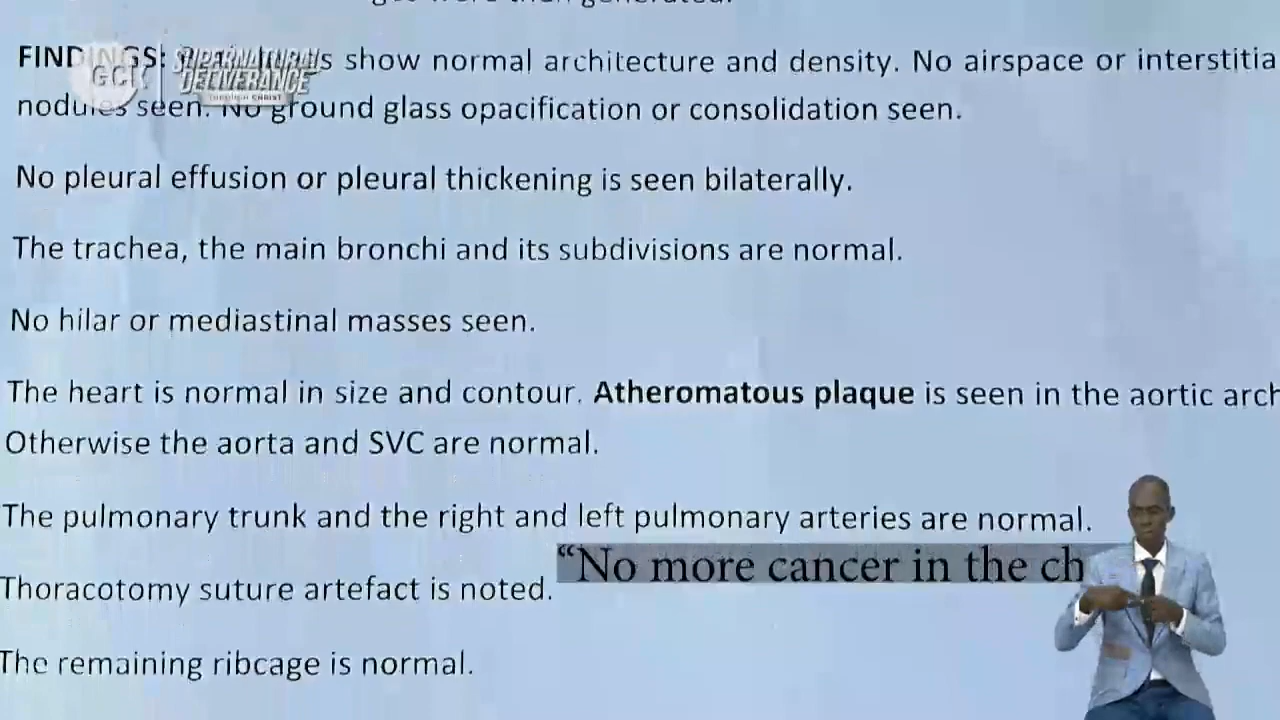 FINDINGS: show normal architecture and density. No airspace or interstitia
nodules seen. No ground glass opacification or consolidation seen.
No pleural effusion or pleural thickening is seen bilaterally.
The trachea, the main bronchi and its subdivisions are normal.
No hilar or mediastinal masses seen.
The heart is normal in size and contour. Atheromatous plaque is seen in the aortic arch
Otherwise the aorta and SVC are normal.
The pulmonary trunk and the right and left pulmonary arteries are normal.
Thoracotomy suture artefact is noted.
The remaining ribcage is normal.
“No more cancer in the ch
GCK
SUPERNATURAL
DELIVERANCE
THROUGH CHRIST